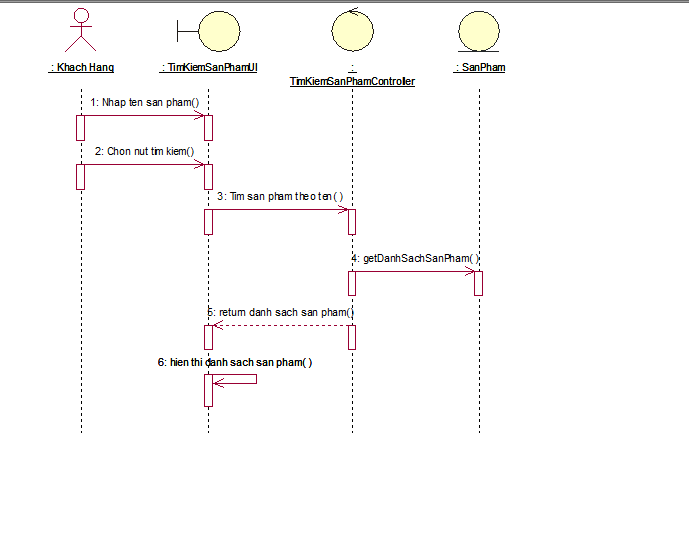 : Khach Hang
: TimKiemSanPhamUI
:
TimKiemSanPhamController
: SanPham
1: Nhap ten san pham()
2: Chon nut tim kiem()
3: Tim san pham theo ten( )
4: getDanhSachSanPham( )
5: return danh sach san pham()
6: hien thi danh sach san pham( )